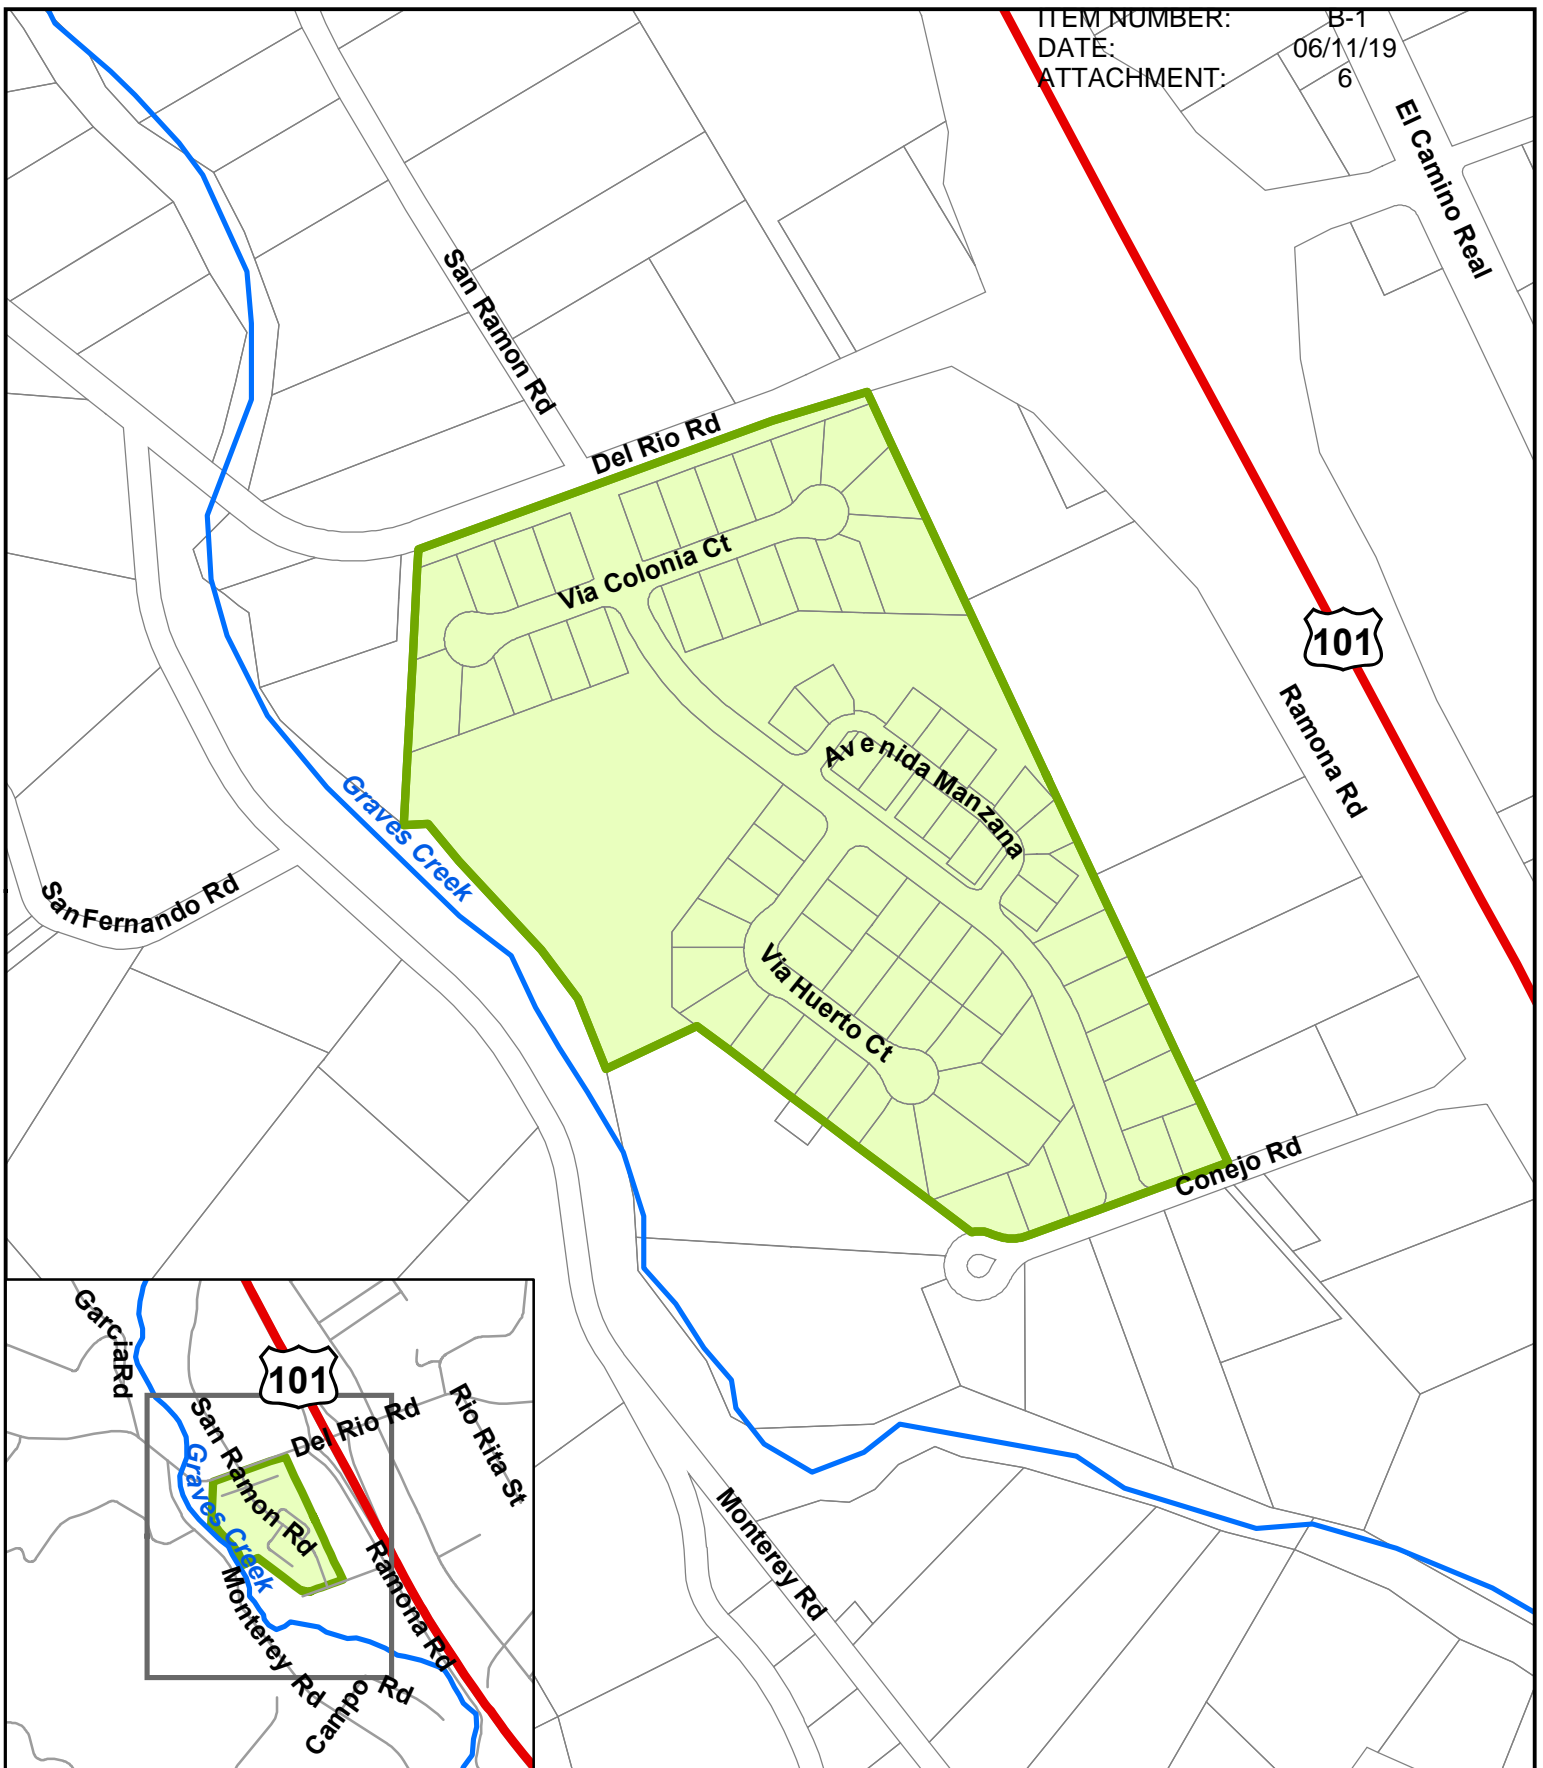 ITEM NUMBER: B-1
DATE: 06/11/19
ATTACHMENT: 6
El Camino Real
San Ramon Rd
Del Rio Rd
Via Colonia Ct
101
Ramona Rd
Avenida Manzana
Graves Creek
San Fernando Rd
Via Huerto Ct
Conejo Rd
Monterey Rd
Garcia Rd
101
San Ramon Rd
Del Rio Rd
Rio Rita St
Graves Creek
Ramona Rd
Monterey Rd
Campo Rd